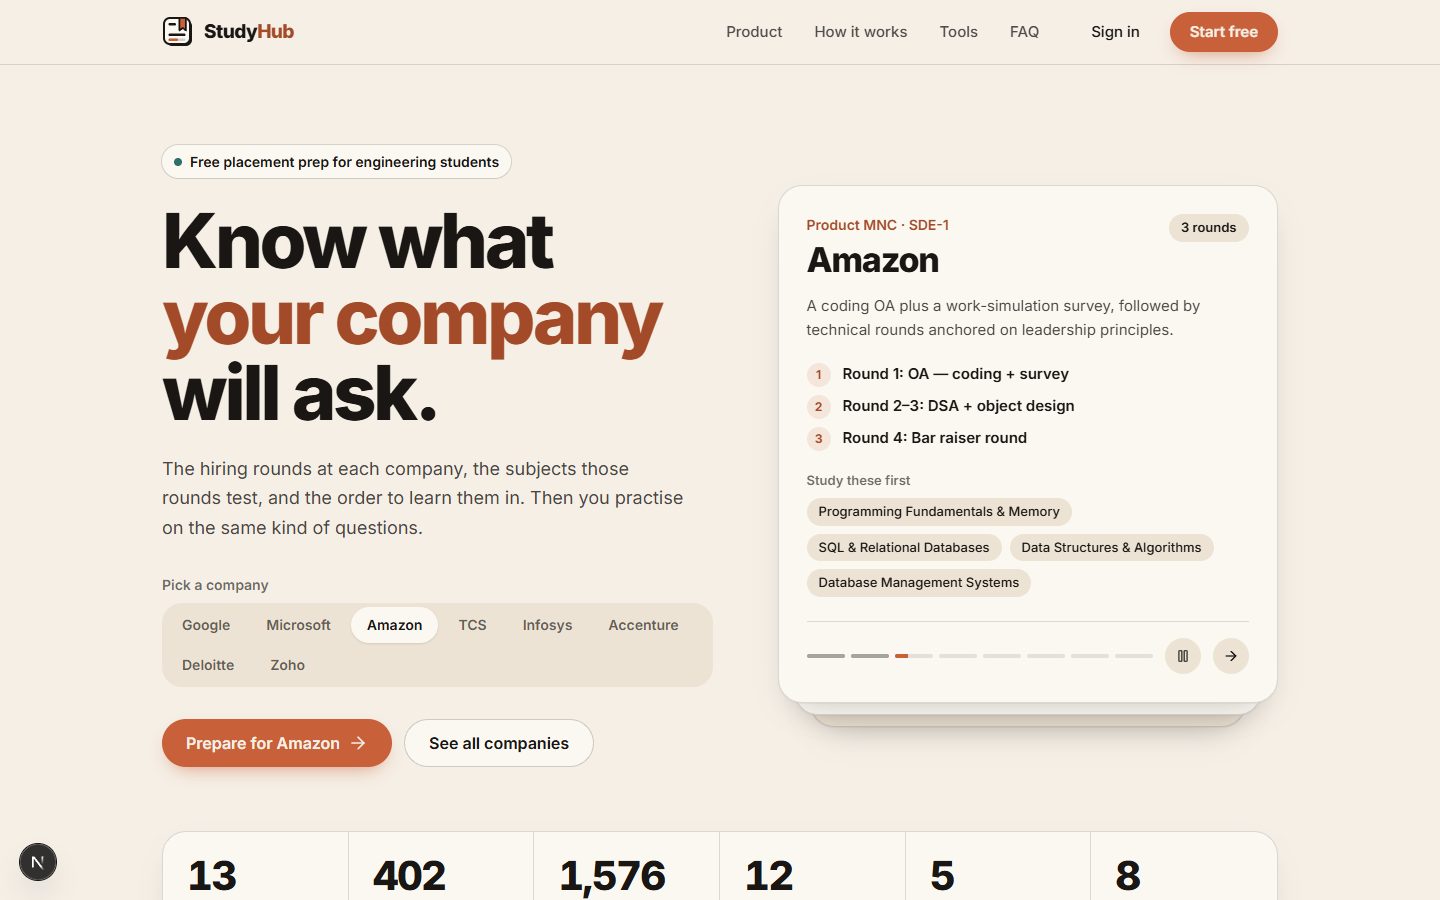 StudyHub
Product
How it works
Tools
FAQ
Sign in
Start free
Free placement prep for engineering students
Know what
your company
will ask.
The hiring rounds at each company, the subjects those
rounds test, and the order to learn them in. Then you practise
on the same kind of questions.
Pick a company
Google
Microsoft
Amazon
TCS
Infosys
Accenture
Deloitte
Zoho
Prepare for Amazon
See all companies
Product MNC · SDE-1
3 rounds
Amazon
A coding OA plus a work-simulation survey, followed by
technical rounds anchored on leadership principles.
1 Round 1: OA — coding + survey
2 Round 2–3: DSA + object design
3 Round 4: Bar raiser round
Study these first
Programming Fundamentals & Memory
SQL & Relational Databases
Data Structures & Algorithms
Database Management Systems
13
402
1,576
12
5
8
N